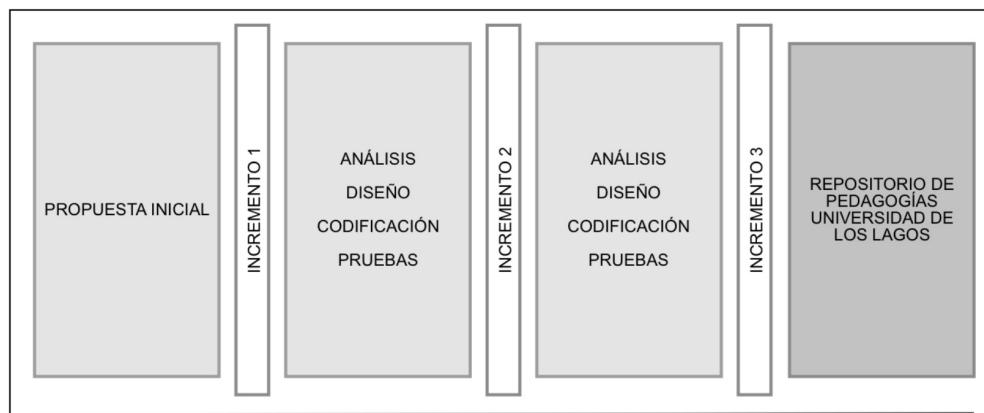 PROPUESTA INICIAL
INCREMENTO 1
ANÁLISIS
DISEÑO
CODIFICACIÓN
PRUEBAS
INCREMENTO 2
ANÁLISIS
DISEÑO
CODIFICACIÓN
PRUEBAS
INCREMENTO 3
REPOSITORIO DE
PEDAGOGÍAS
UNIVERSIDAD DE
LOS LAGOS